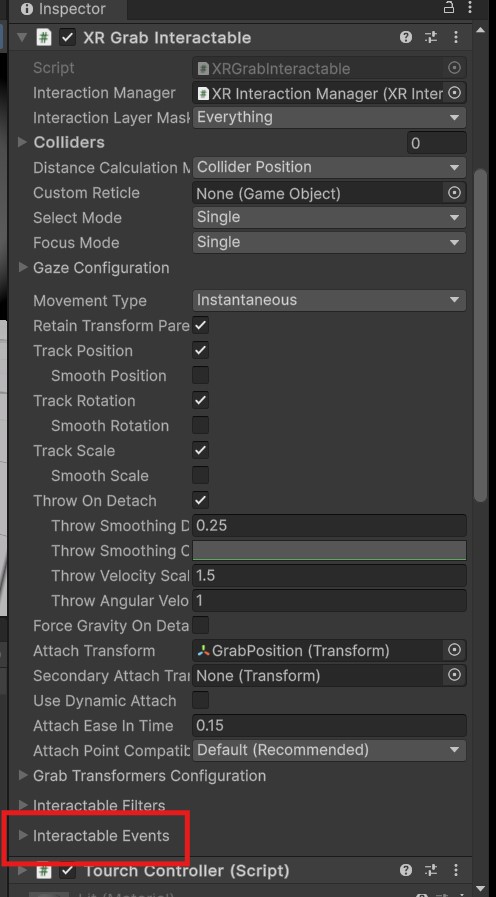 Inspector
XR Grab Interactable
Script XRGrabInteractable
Interaction Manager XR Interaction Manager (XR Inter
Interaction Layer Mask Everything
Colliders 0
Distance Calculation M Collider Position
Custom Reticle None (Game Object)
Select Mode Single
Focus Mode Single
Gaze Configuration
Movement Type Instantaneous
Retain Transform Pare
Track Position
Smooth Position
Track Rotation
Smooth Rotation
Track Scale
Smooth Scale
Throw On Detach
Throw Smoothing D 0.25
Throw Smoothing C
Throw Velocity Scal 1.5
Throw Angular Velo 1
Force Gravity On Deta
Attach Transform GrabPosition (Transform)
Secondary Attach Tra None (Transform)
Use Dynamic Attach
Attach Ease In Time 0.15
Attach Point Compatib Default (Recommended)
Grab Transformers Configuration
Interactable Filters
Interactable Events
Tourch Controller (Script)
Lit (Material)